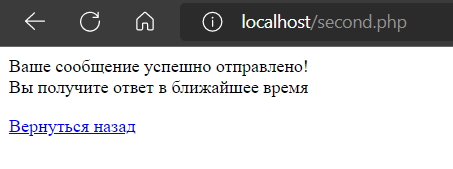 localhost/second.php
Ваше сообщение успешно отправлено!
Вы получите ответ в ближайшее время
Вернуться назад